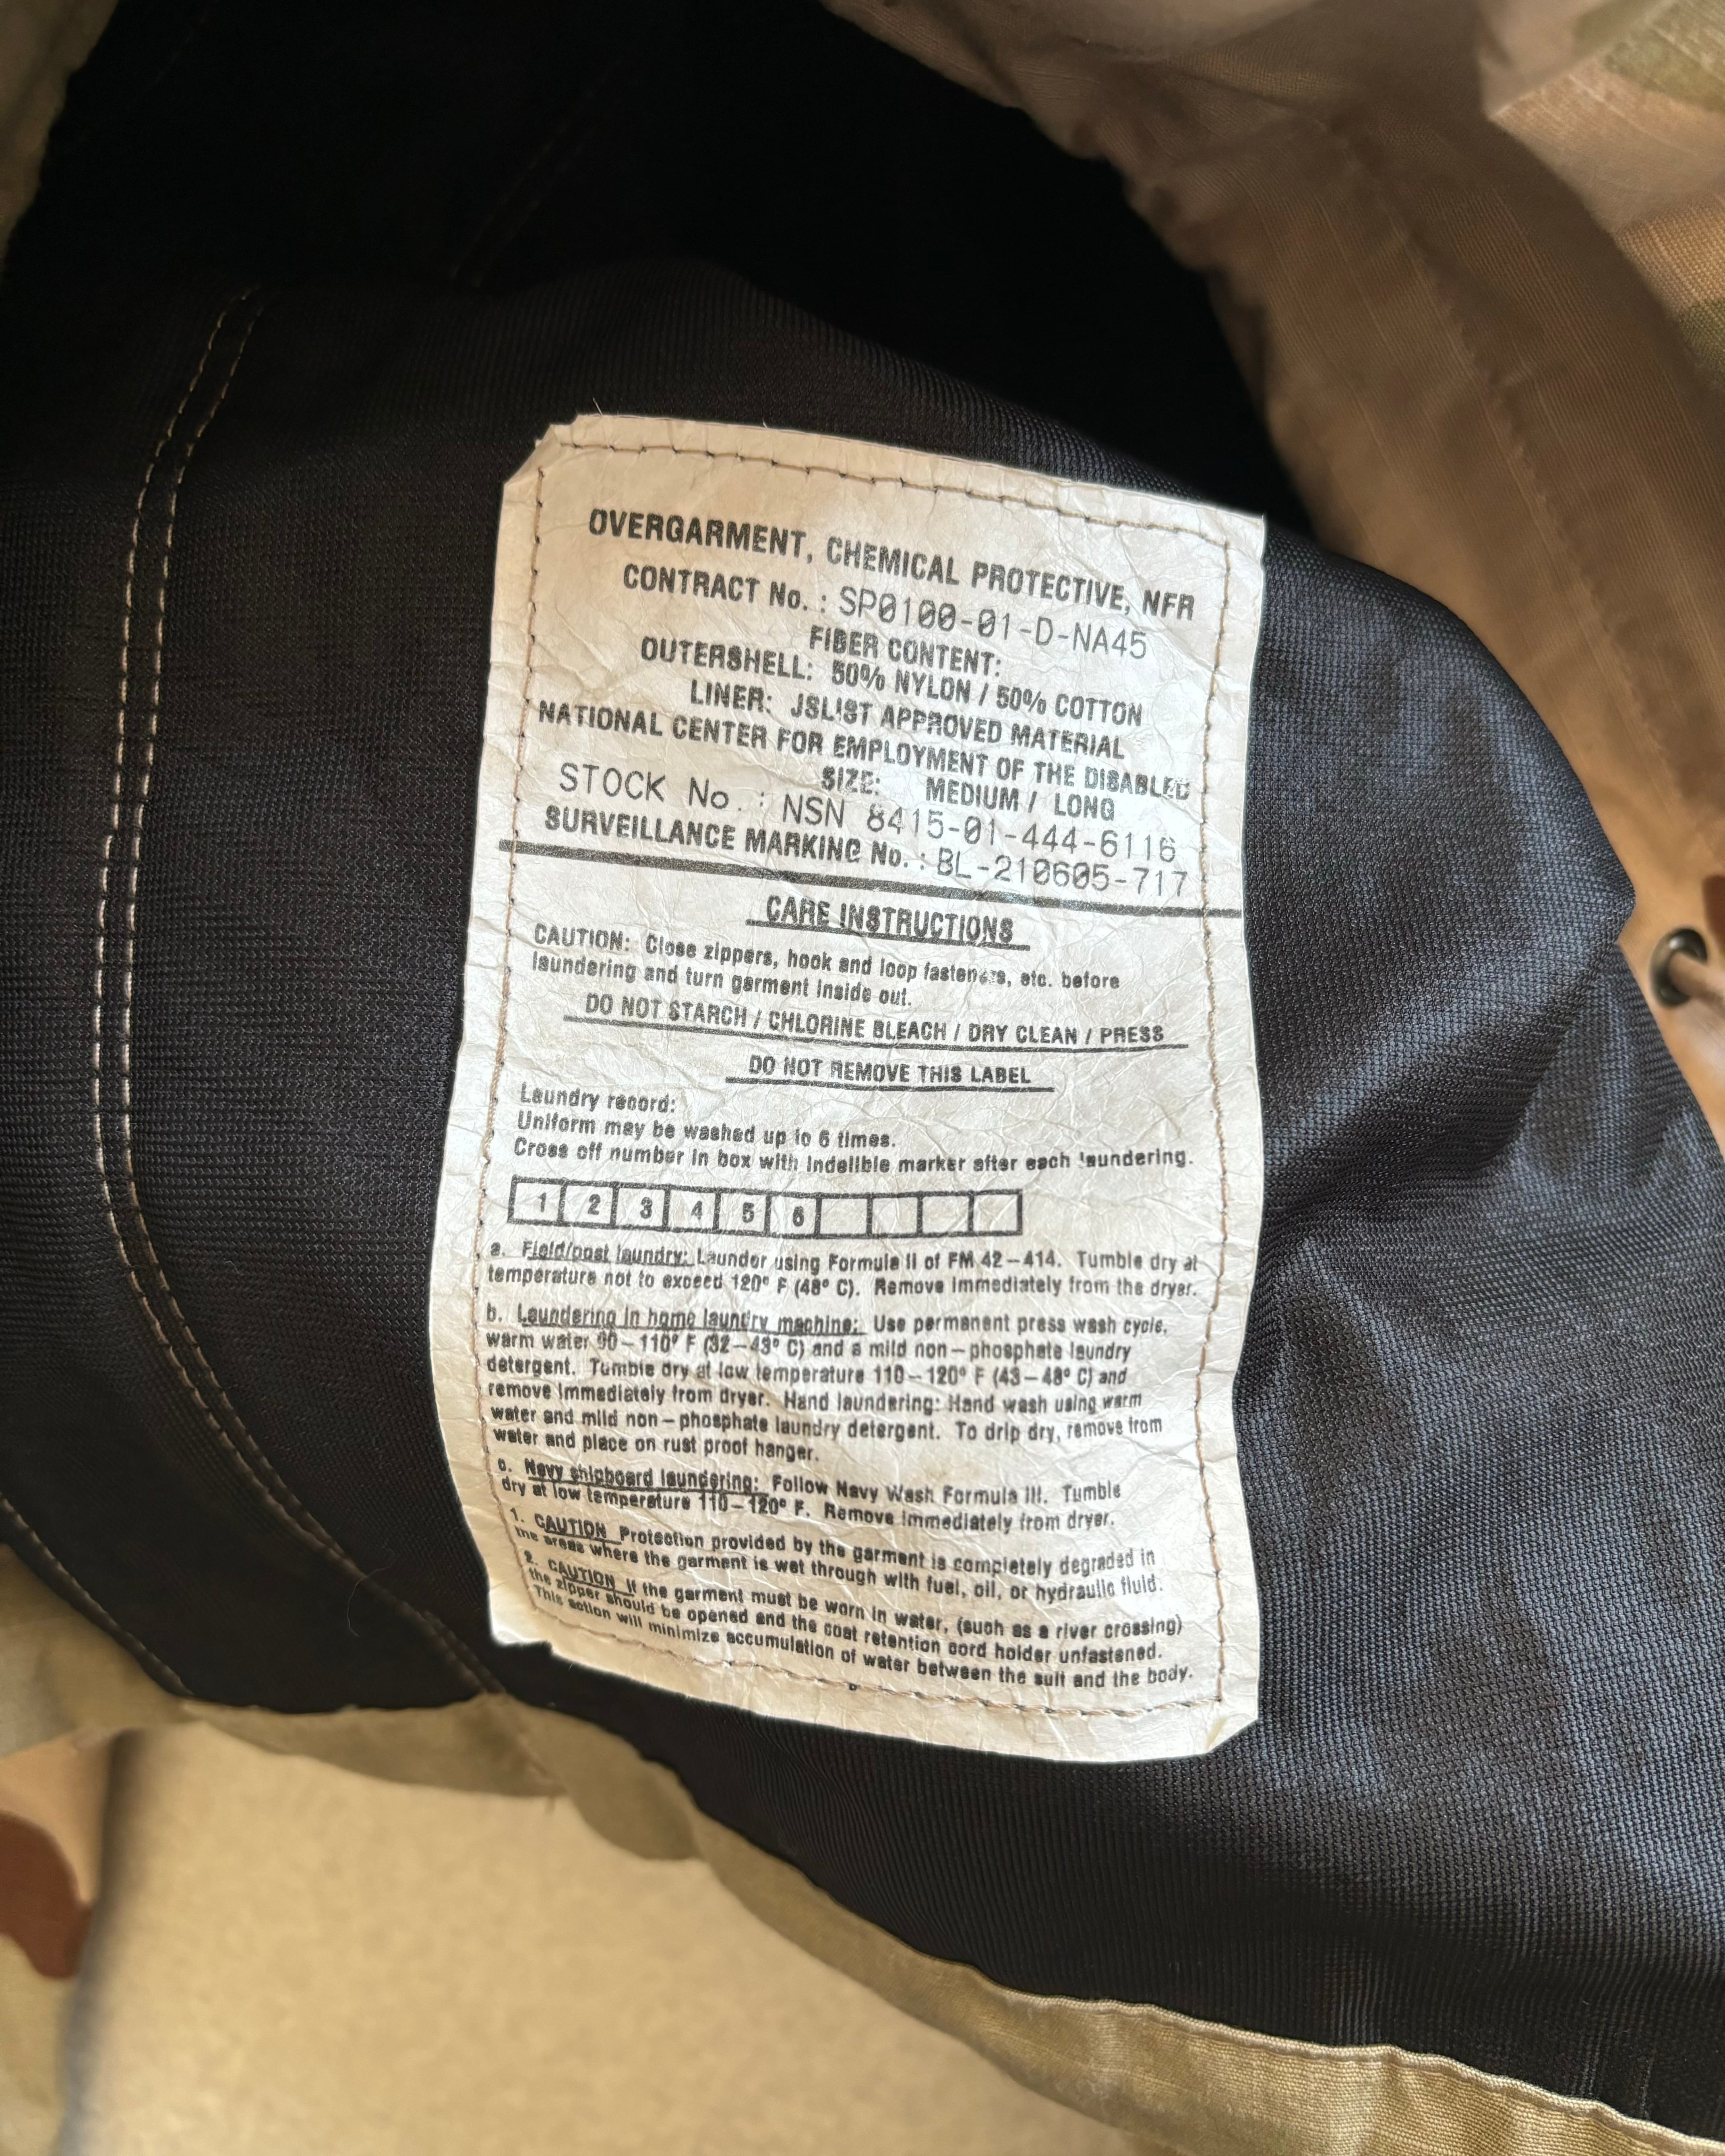 OVERGARMENT, CHEMICAL PROTECTIVE, NFR
CONTRACT No. : SP0100-01-D-NA45
FIBER CONTENT:
OUTERSHELL: 50% NYLON / 50% COTTON
LINER: JSLIST APPROVED MATERIAL
NATIONAL CENTER FOR EMPLOYMENT OF THE DISABLED
SIZE: MEDIUM / LONG
STOCK No. : NSN 8415-01-444-6116
SURVEILLANCE MARKING No. : BL-210605-717
CARE INSTRUCTIONS
CAUTION: Close zippers, hook and loop fasteners, etc. before
laundering and turn garment inside out.
DO NOT STARCH / CHLORINE BLEACH / DRY CLEAN / PRESS
DO NOT REMOVE THIS LABEL
Laundry record:
Uniform may be washed up to 6 times.
Cross off number in box with indelible marker after each laundering.
1 2 3 4 5 6
a. Field/post laundry: Launder using Formula II of FM 42-414. Tumble dry at
temperature not to exceed 120° F (48° C). Remove immediately from the dryer.
b. Laundering in home laundry machine: Use permanent press wash cycle,
warm water 90-110° F (32-43° C) and a mild non-phosphate laundry
detergent. Tumble dry at low temperature 110-120° F (43-48° C) and
remove immediately from dryer. Hand laundering: Hand wash using warm
water and mild non-phosphate laundry detergent. To drip dry, remove from
water and place on rust proof hanger.
c. Navy shipboard laundering: Follow Navy Wash Formula III. Tumble
dry at low temperature 110-120° F. Remove immediately from dryer.
1. CAUTION Protection provided by the garment is completely degraded in
the areas where the garment is wet through with fuel, oil, or hydraulic fluid.
2. CAUTION If the garment must be worn in water, (such as a river crossing)
the zipper should be opened and the coat retention cord holder unfastened.
This action will minimize accumulation of water between the suit and the body.